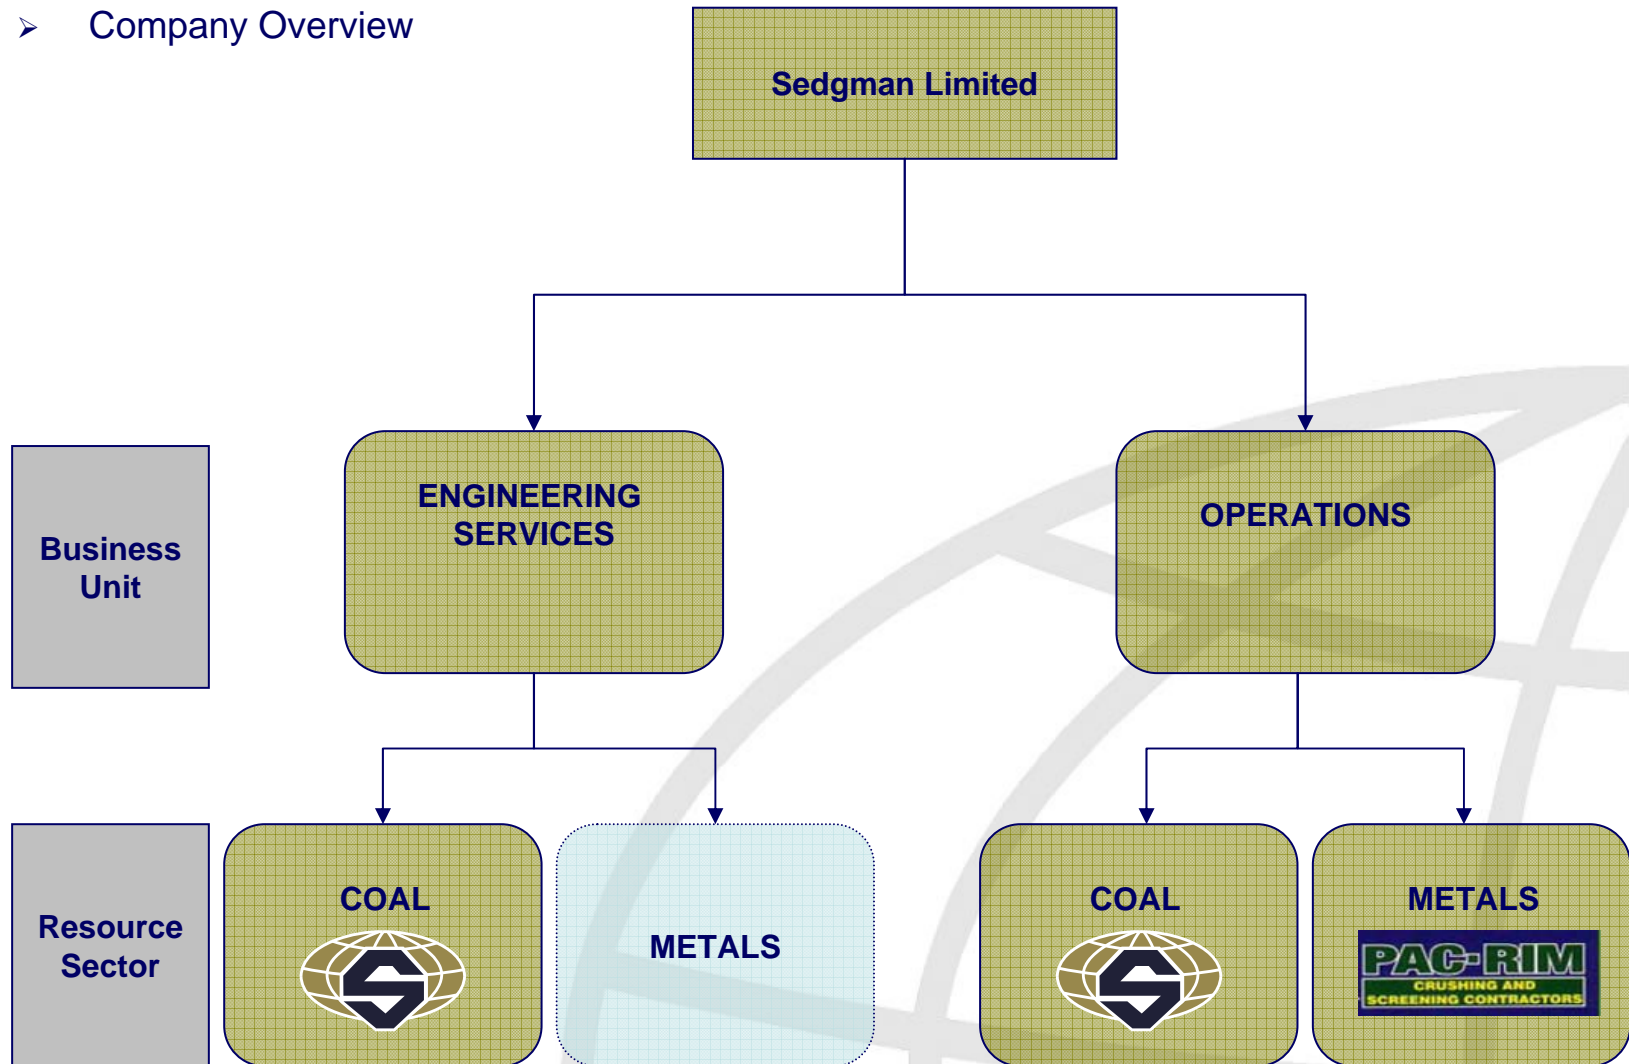 ➢ Company Overview
Sedgman Limited
Business
Unit
ENGINEERING
SERVICES
OPERATIONS
Resource
Sector
COAL
METALS
COAL
METALS
PAC-RIM
CRUSHING AND
SCREENING CONTRACTORS